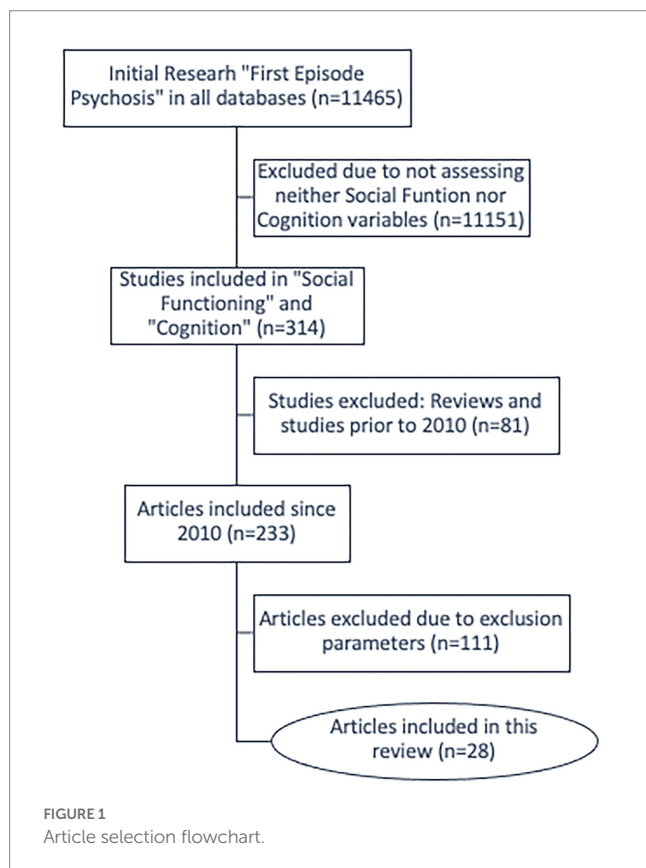 Initial Researh "First Episode
Psychosis" in all databases (n=11465)
Excluded due to not assessing
neither Social Funtion nor
Cognition variables (n=11151)
Studies included in "Social
Functioning" and
"Cognition" (n=314)
Studies excluded: Reviews and
studies prior to 2010 (n=81)
Articles included since
2010 (n=233)
Articles excluded due to exclusion
parameters (n=111)
Articles included in this
review (n=28)
FIGURE 1
Article selection flowchart.